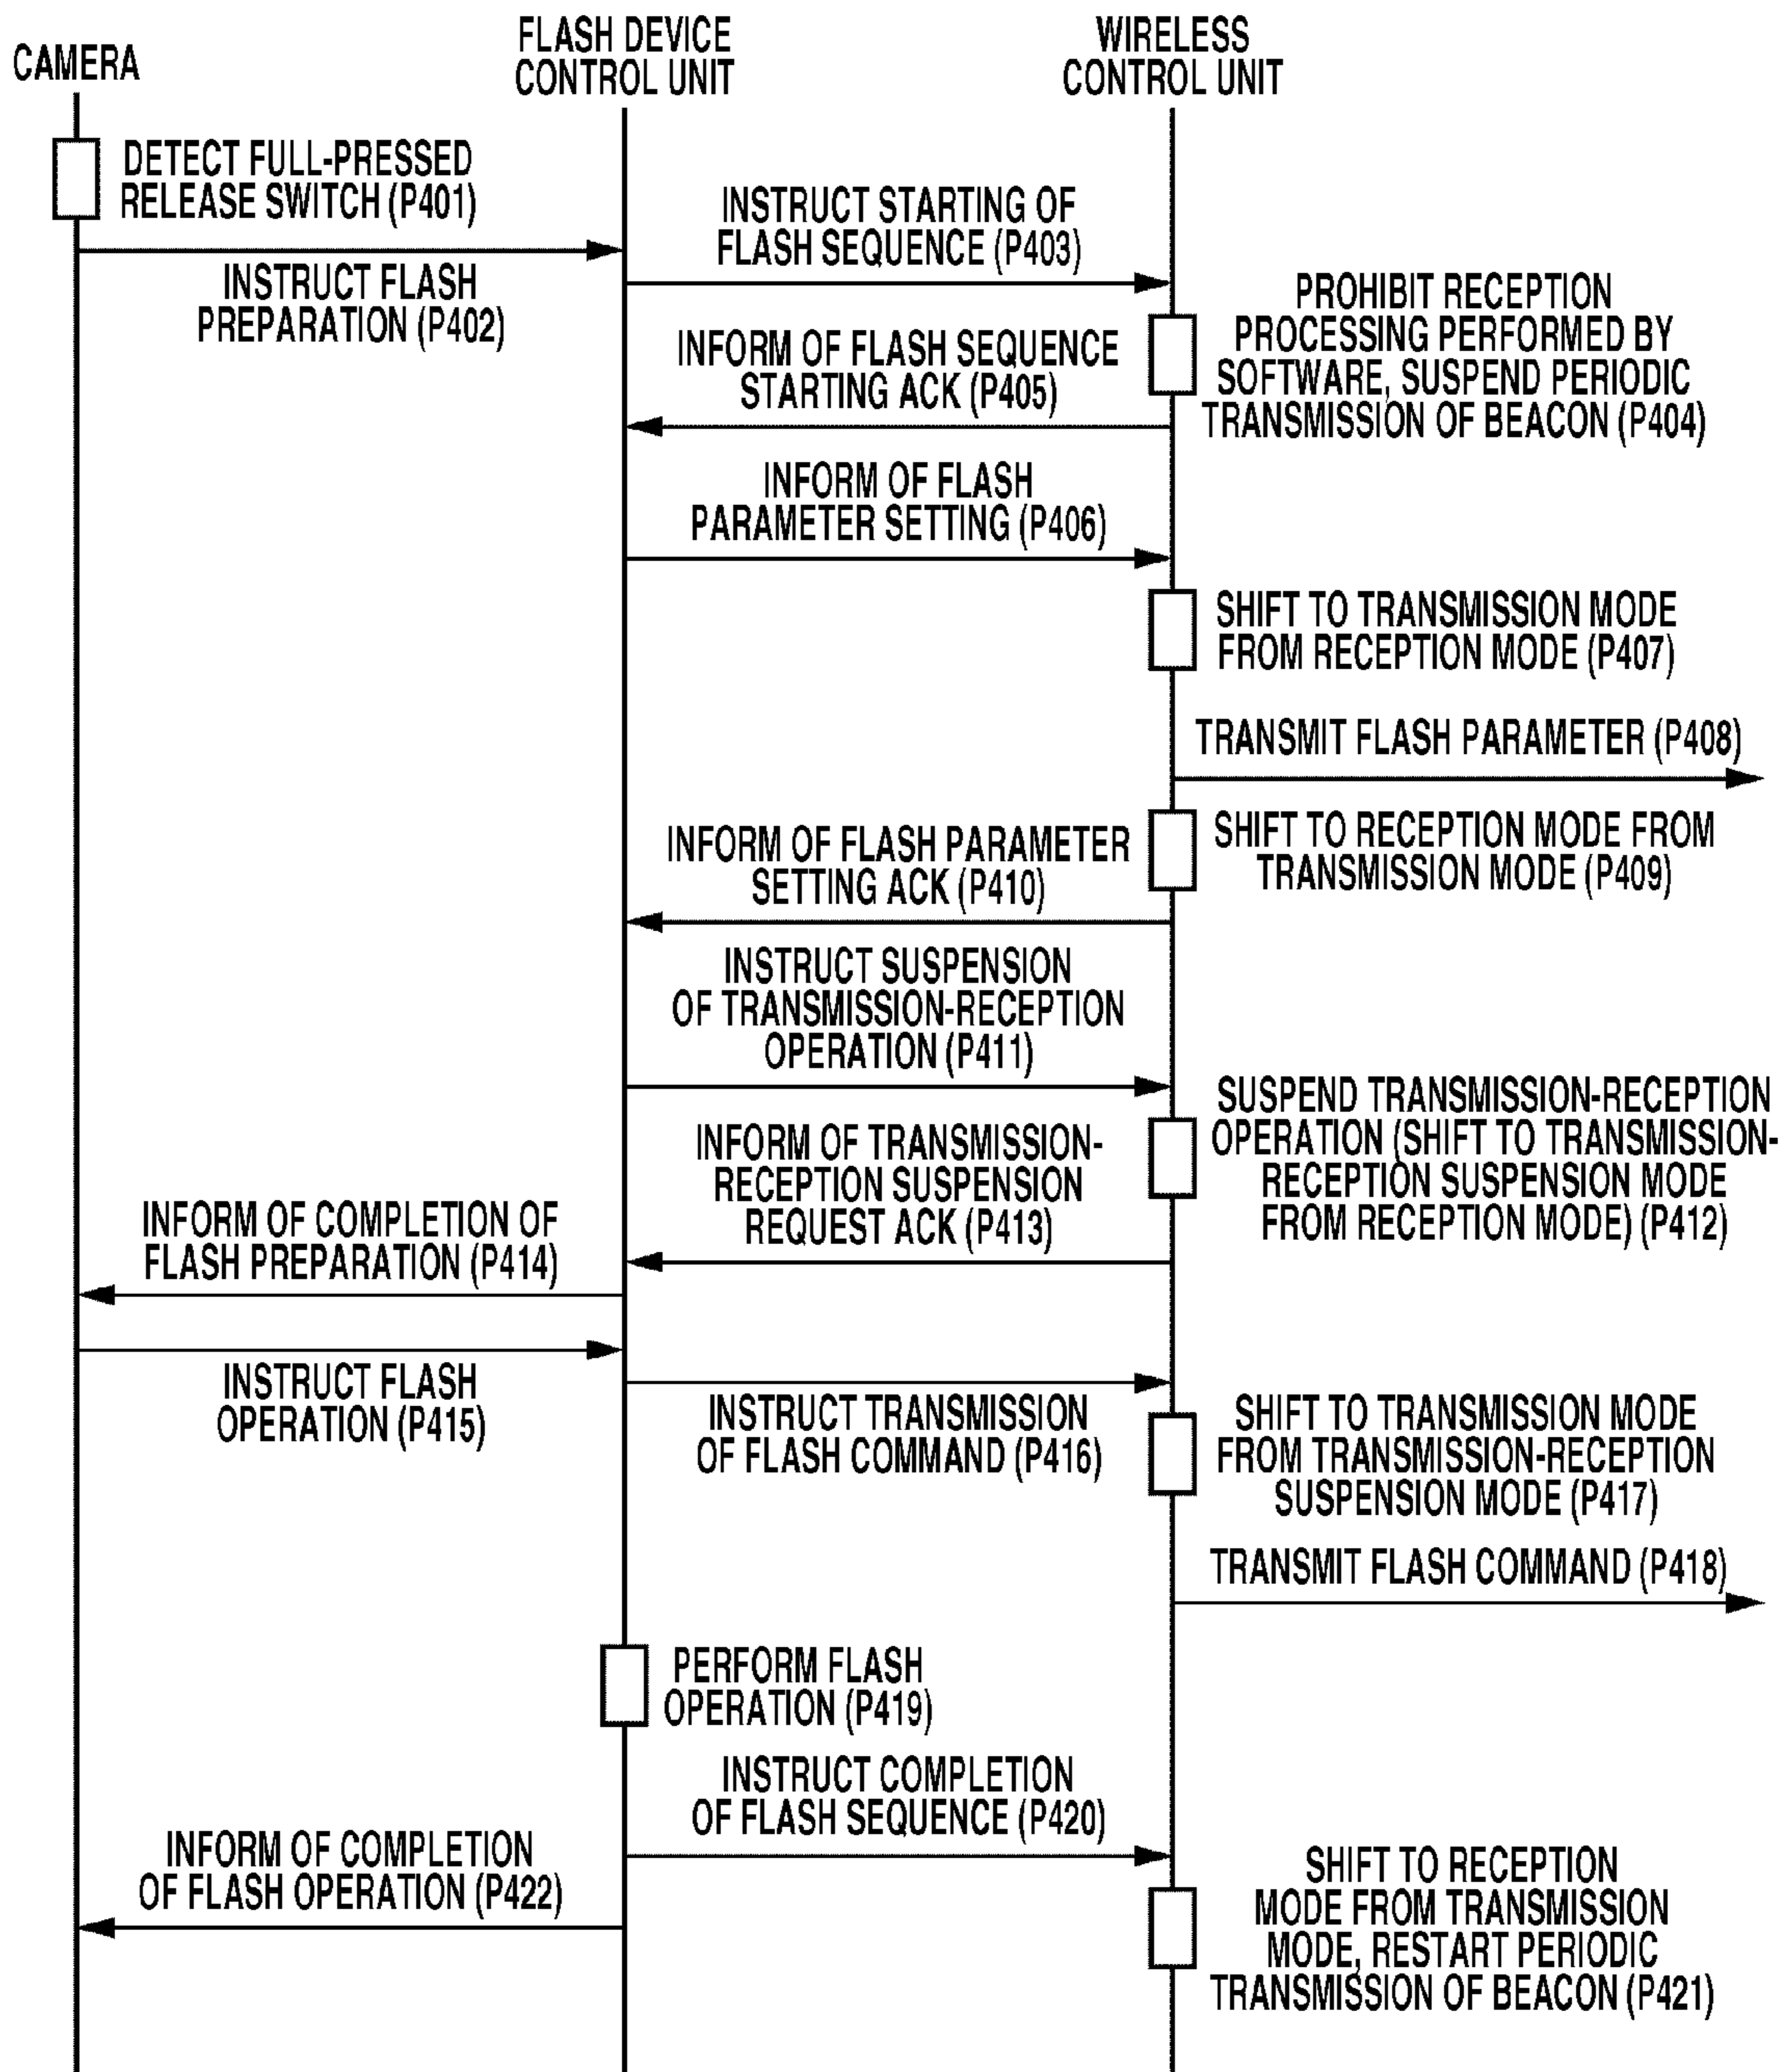 CAMERA
FLASH DEVICE
CONTROL UNIT
WIRELESS
CONTROL UNIT
DETECT FULL-PRESSED
RELEASE SWITCH (P401)
INSTRUCT FLASH
PREPARATION (P402)
INSTRUCT STARTING OF
FLASH SEQUENCE (P403)
PROHIBIT RECEPTION
PROCESSING PERFORMED BY
SOFTWARE, SUSPEND PERIODIC
TRANSMISSION OF BEACON (P404)
INFORM OF FLASH SEQUENCE
STARTING ACK (P405)
INFORM OF FLASH
PARAMETER SETTING (P406)
SHIFT TO TRANSMISSION MODE
FROM RECEPTION MODE (P407)
TRANSMIT FLASH PARAMETER (P408)
SHIFT TO RECEPTION MODE FROM
TRANSMISSION MODE (P409)
INFORM OF FLASH PARAMETER
SETTING ACK (P410)
INSTRUCT SUSPENSION
OF TRANSMISSION-RECEPTION
OPERATION (P411)
SUSPEND TRANSMISSION-RECEPTION
OPERATION (SHIFT TO TRANSMISSION-
RECEPTION SUSPENSION MODE
FROM RECEPTION MODE) (P412)
INFORM OF TRANSMISSION-
RECEPTION SUSPENSION
REQUEST ACK (P413)
INFORM OF COMPLETION OF
FLASH PREPARATION (P414)
INSTRUCT FLASH
OPERATION (P415)
INSTRUCT TRANSMISSION
OF FLASH COMMAND (P416)
SHIFT TO TRANSMISSION MODE
FROM TRANSMISSION-RECEPTION
SUSPENSION MODE (P417)
TRANSMIT FLASH COMMAND (P418)
PERFORM FLASH
OPERATION (P419)
INSTRUCT COMPLETION
OF FLASH SEQUENCE (P420)
SHIFT TO RECEPTION
MODE FROM TRANSMISSION
MODE, RESTART PERIODIC
TRANSMISSION OF BEACON (P421)
INFORM OF COMPLETION
OF FLASH OPERATION (P422)